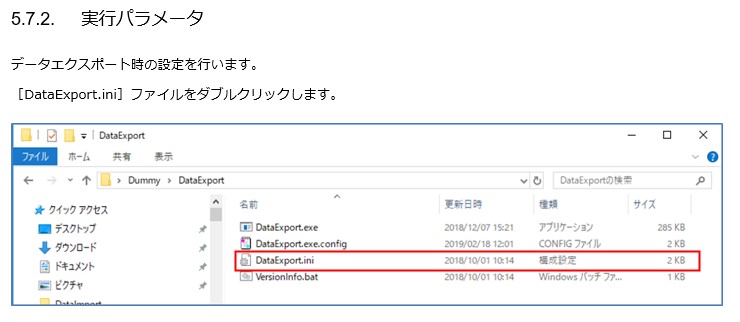 5.7.2. 実行パラメータ
データエクスポート時の設定を行います。
［DataExport.ini］ファイルをダブルクリックします。
DataExport
ファイル ホーム 共有 表示
Dummy > DataExport
DataExportの検索
クイック アクセス
デスクトップ
ダウンロード
ドキュメント
ピクチャ
DataImport
名前 更新日時 種類 サイズ
DataExport.exe 2018/12/07 15:21 アプリケーション 285 KB
DataExport.exe.config 2019/02/18 12:01 CONFIG ファイル 2 KB
DataExport.ini 2018/10/01 10:14 構成設定 2 KB
VersionInfo.bat 2018/10/01 10:14 Windows バッチ ファ... 1 KB